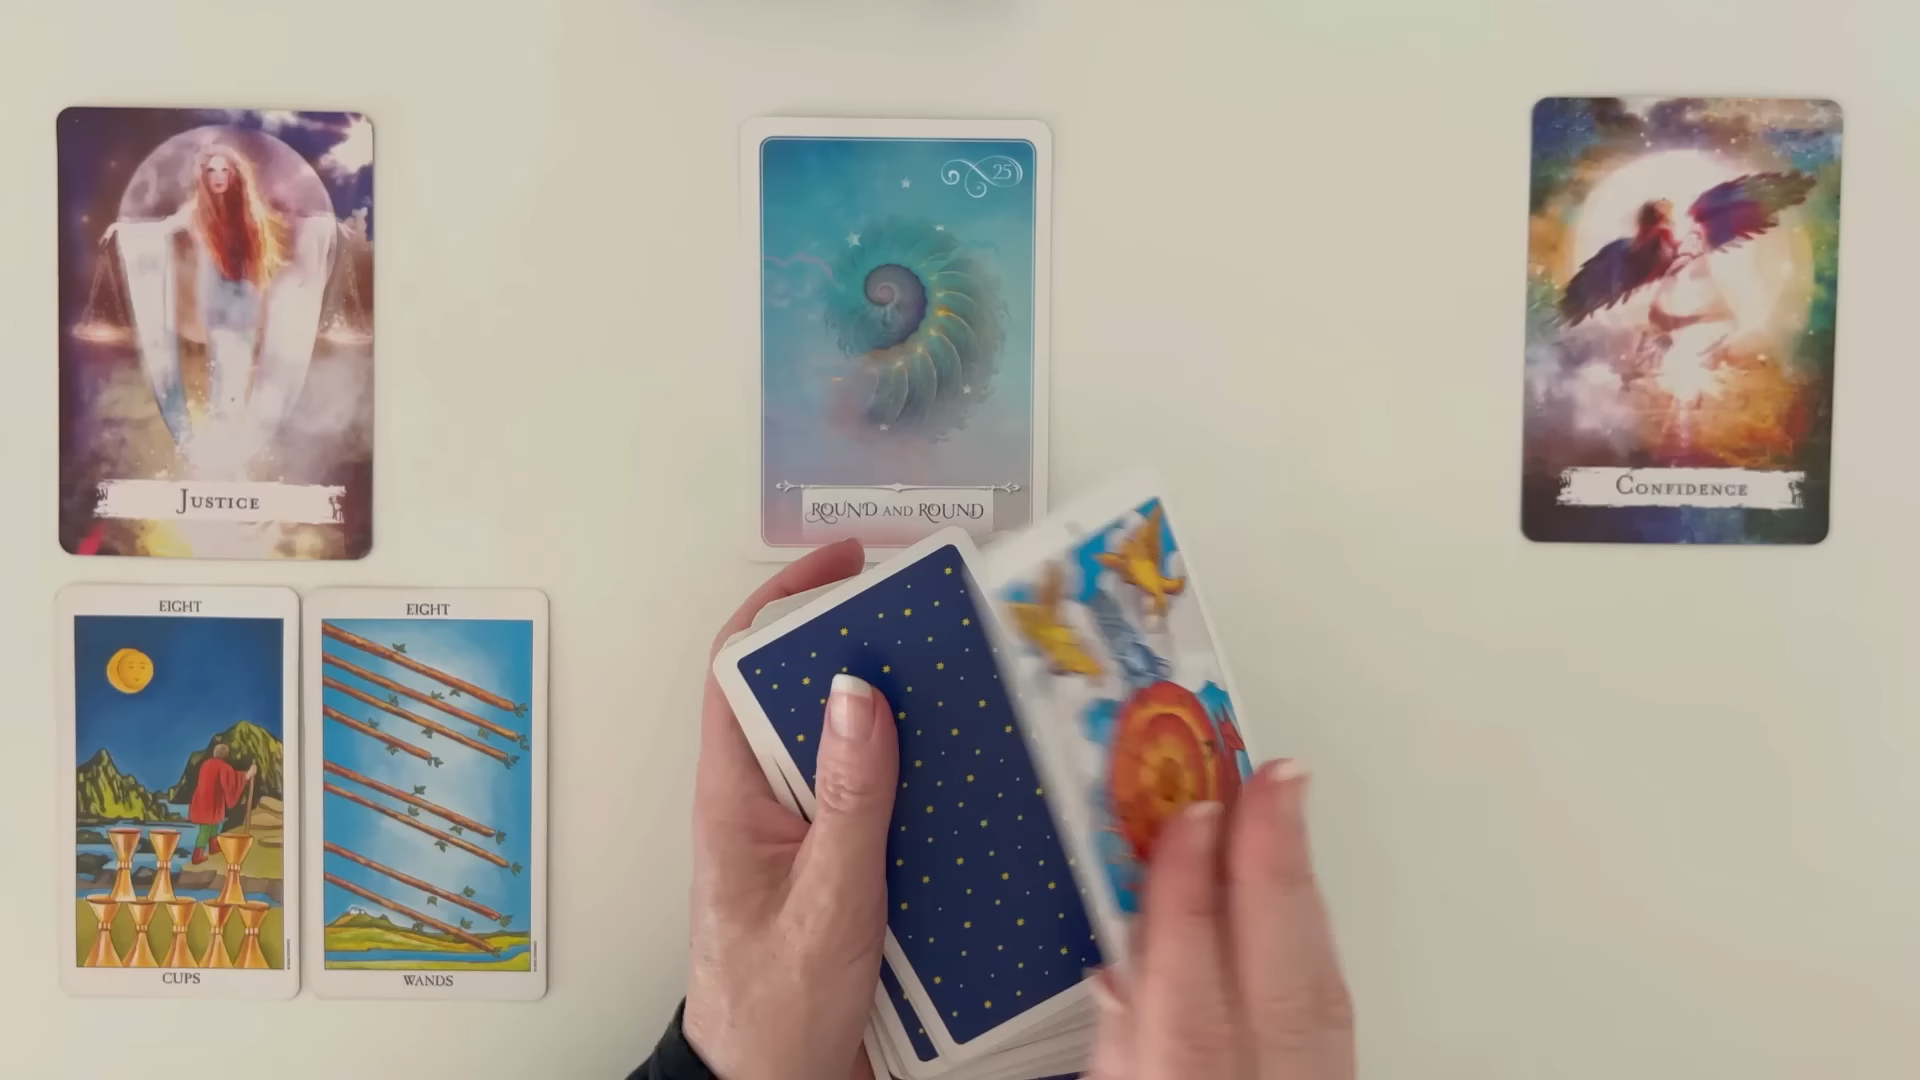 25
JUSTICE
ROUND AND ROUND
CONFIDENCE
EIGHT
CUPS
EIGHT
WANDS